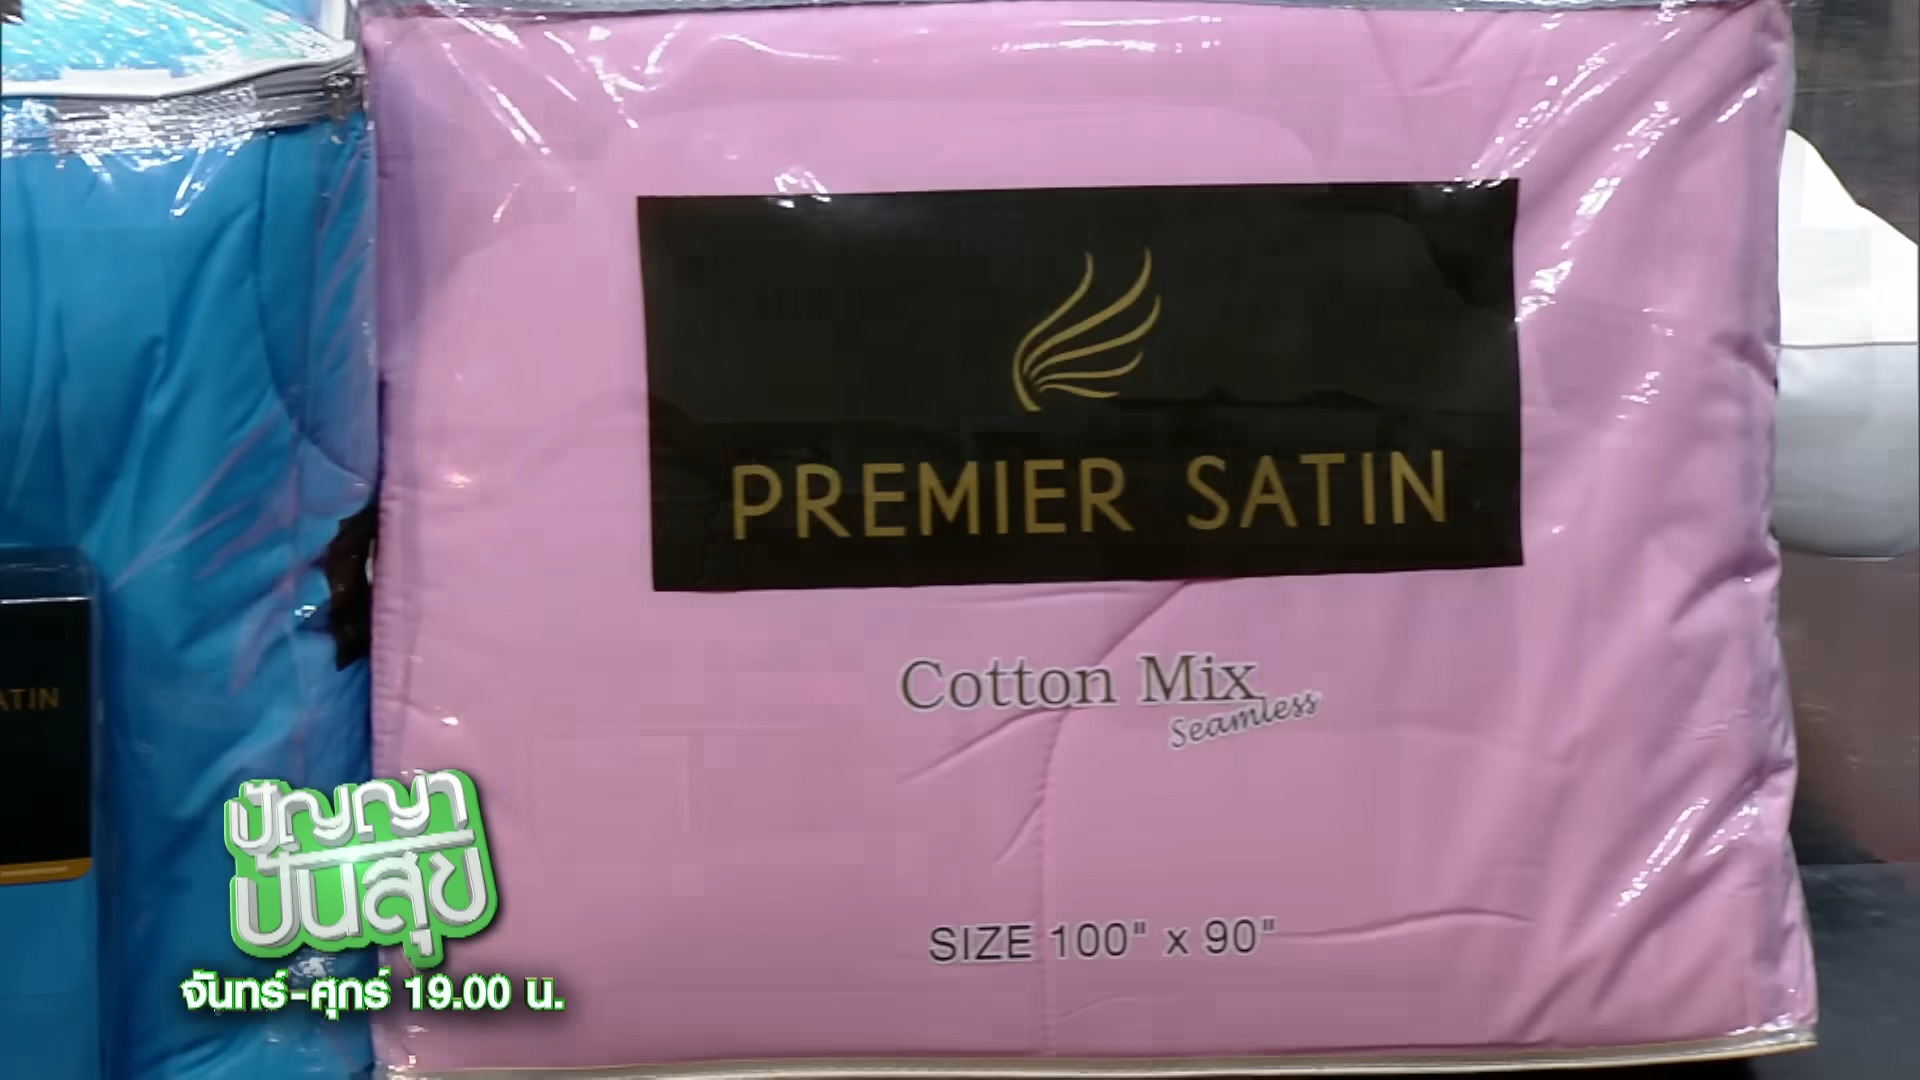 PREMIER SATIN
Cotton Mix
Seamless
SIZE 100" x 90"
ATIN
ปัญญา
ปันสุข
จันทร์-ศุกร์ 19.00 น.